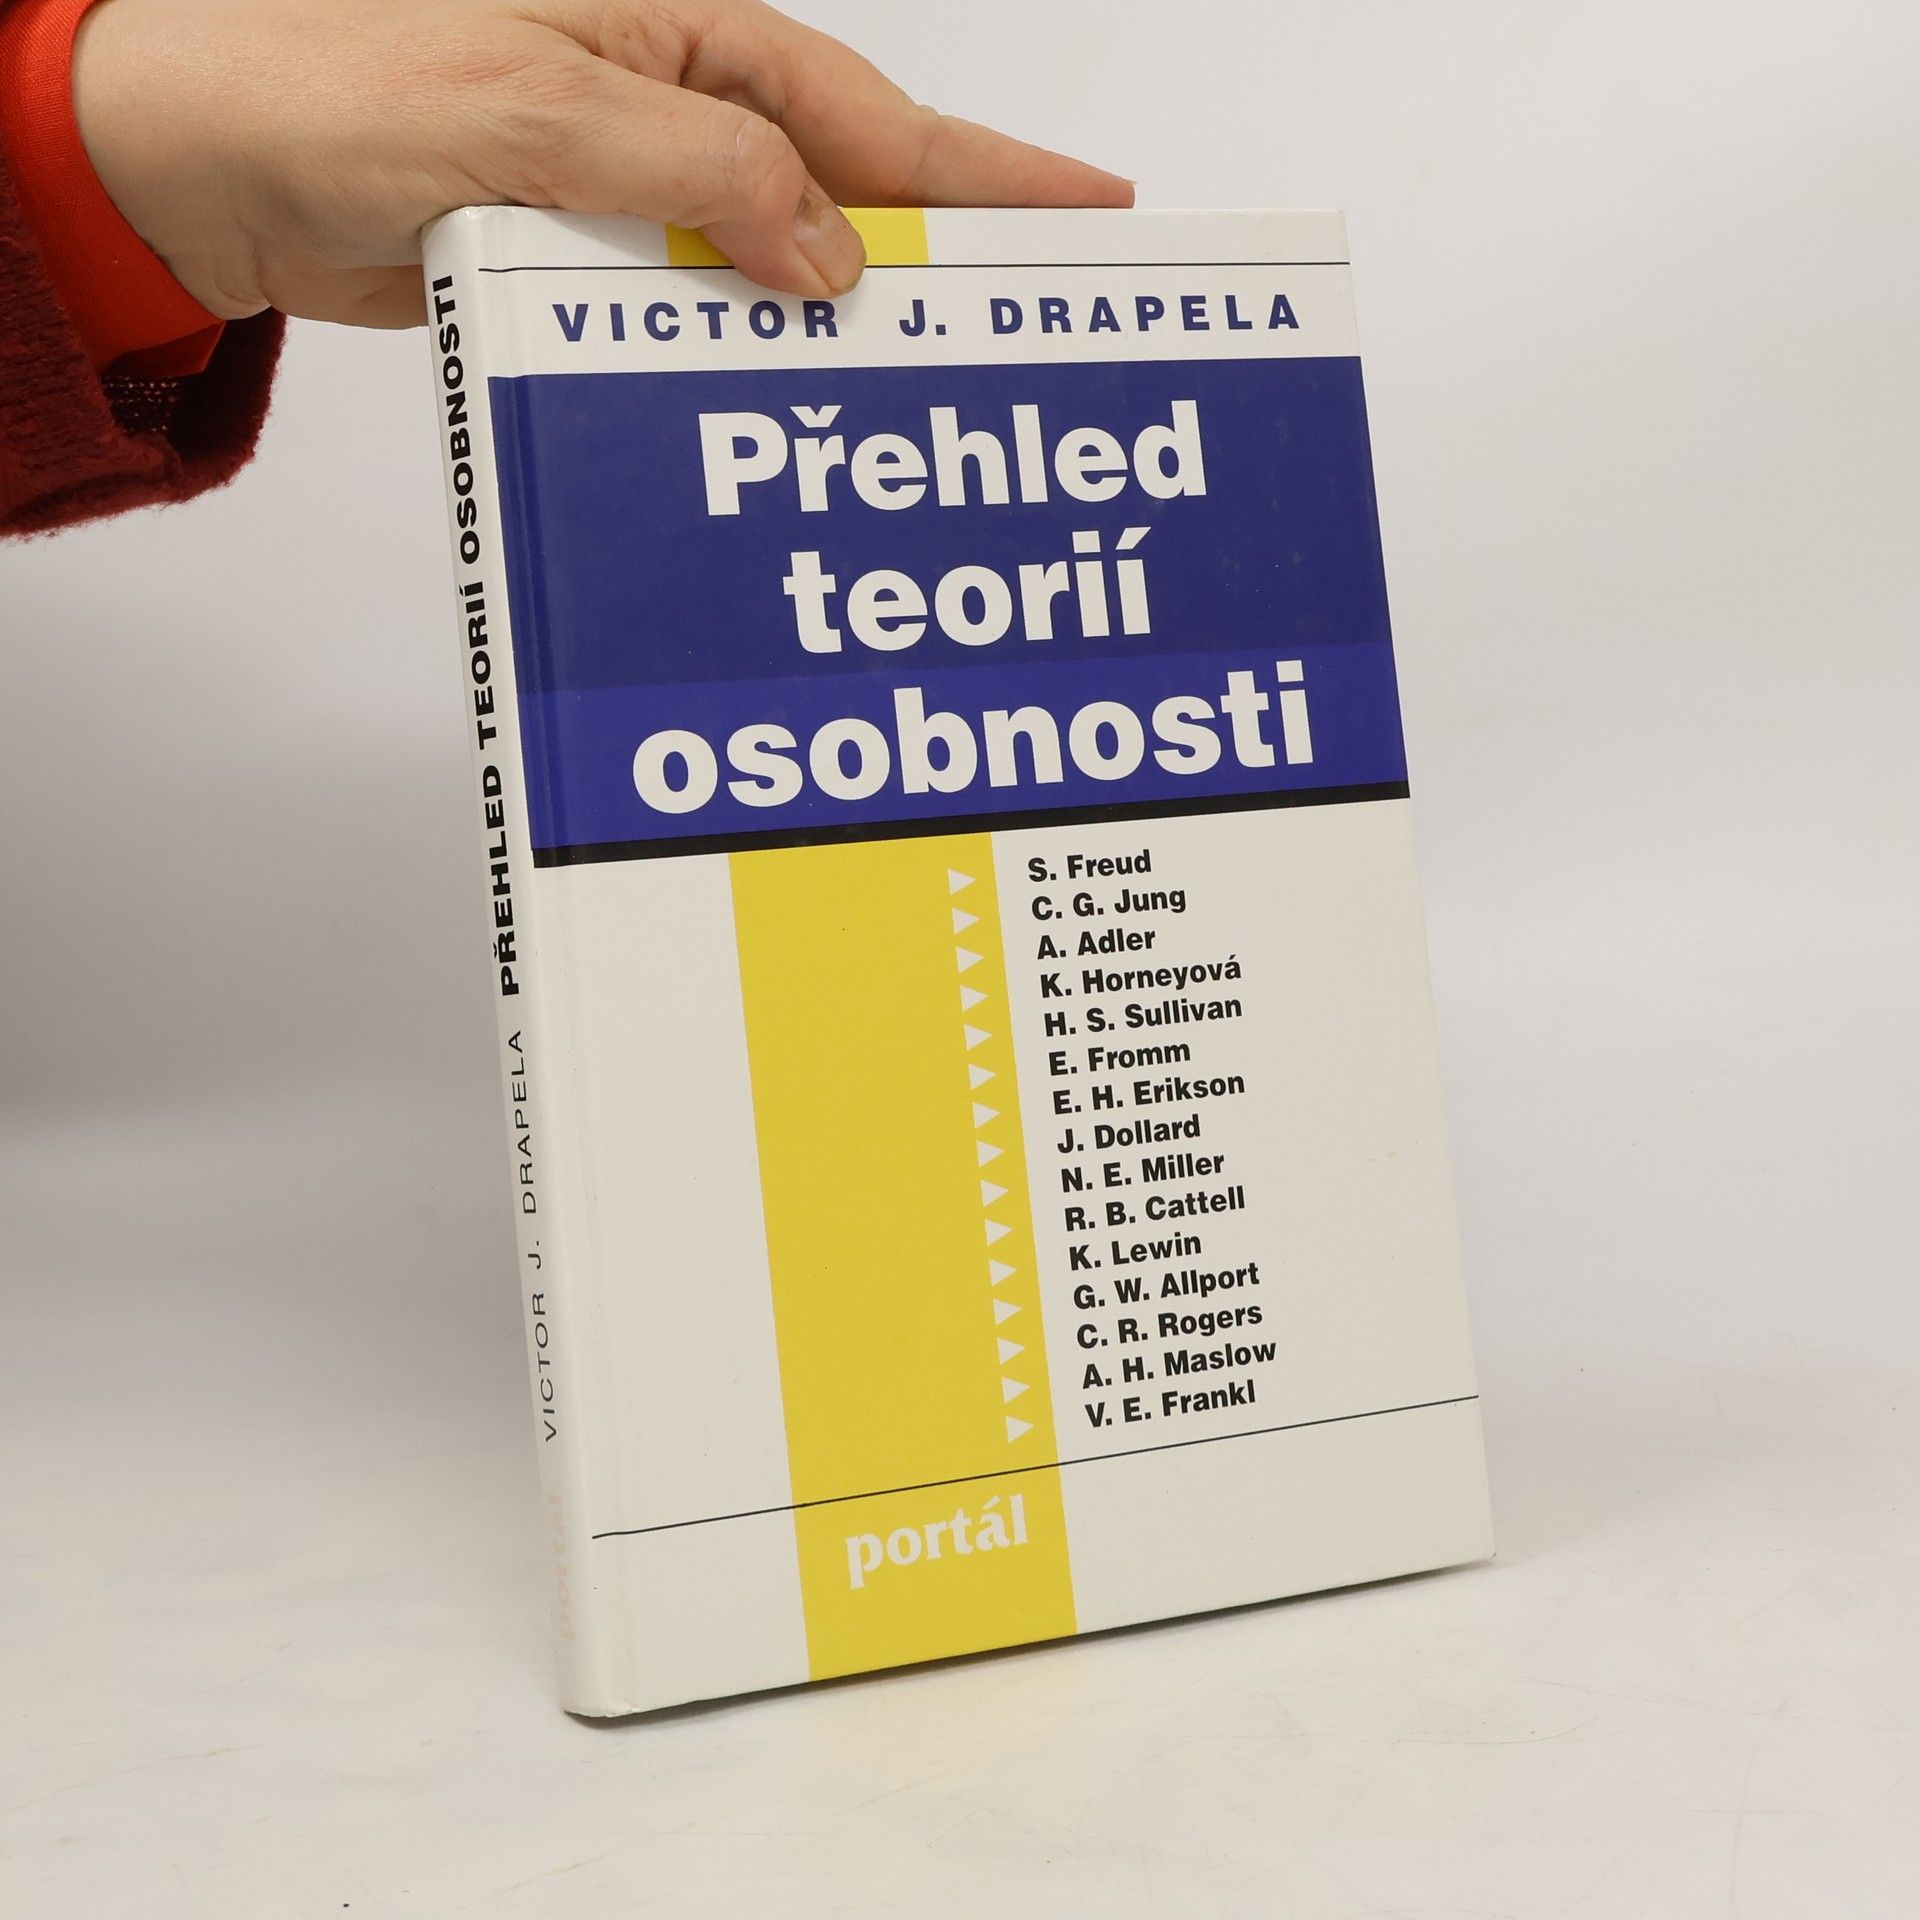 VICTOR J. DRAPELA
Přehled
teorií
osobnosti
S. Freud
C. G. Jung
A. Adler
K. Horneyová
H. S. Sullivan
E. Fromm
E. H. Erikson
J. Dollard
N. E. Miller
R. B. Cattell
K. Lewin
G. W. Allport
C. R. Rogers
A. H. Maslow
V. E. Frankl
portál
portál VICTOR J. DRAPELA PŘEHLED TEORIÍ OSOBNOSTI